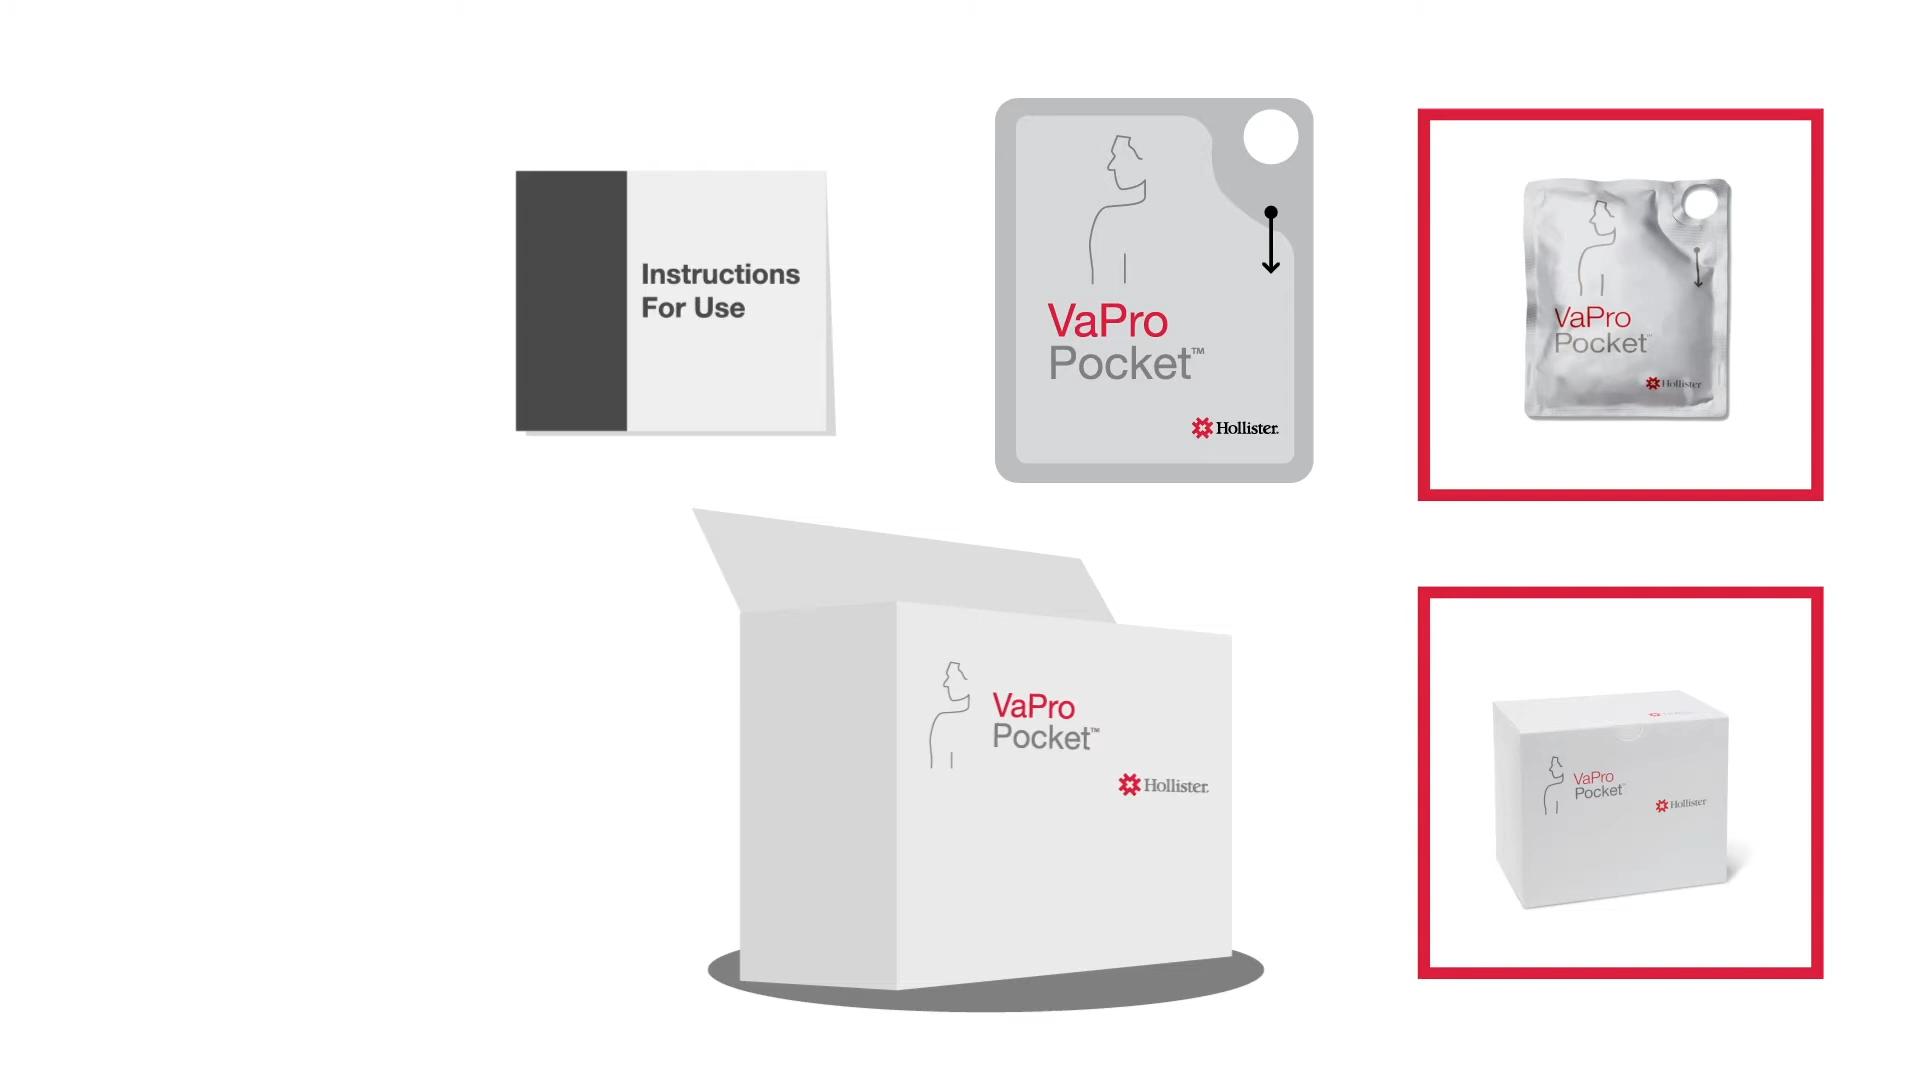 Instructions
For Use
VaPro
Pocket™
Hollister
VaPro
Pocket™
Hollister
VaPro
Pocket™
Hollister
VaPro
Pocket™
Hollister